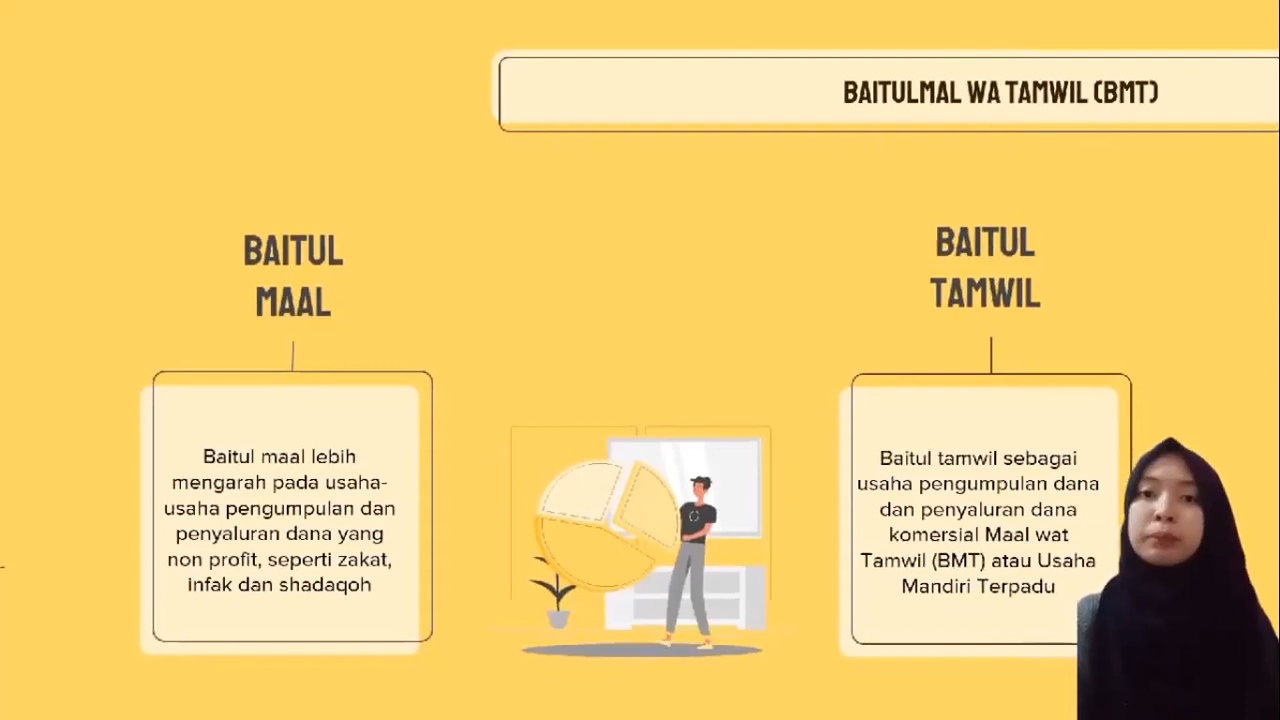 BAITULMAL WA TAMWIL (BMT)
BAITUL
MAAL
Baitul maal lebih
mengarah pada usaha-
usaha pengumpulan dan
penyaluran dana yang
non profit, seperti zakat,
infak dan shadaqoh
BAITUL
TAMWIL
Baitul tamwil sebagai
usaha pengumpulan dana
dan penyaluran dana
komersial Maal wat
Tamwil (BMT) atau Usaha
Mandiri Terpadu